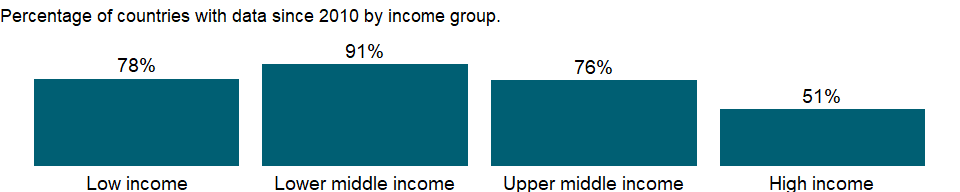 Percentage of countries with data since 2010 by income group.
78%
91%
76%
51%
Low income
Lower middle income
Upper middle income
High income